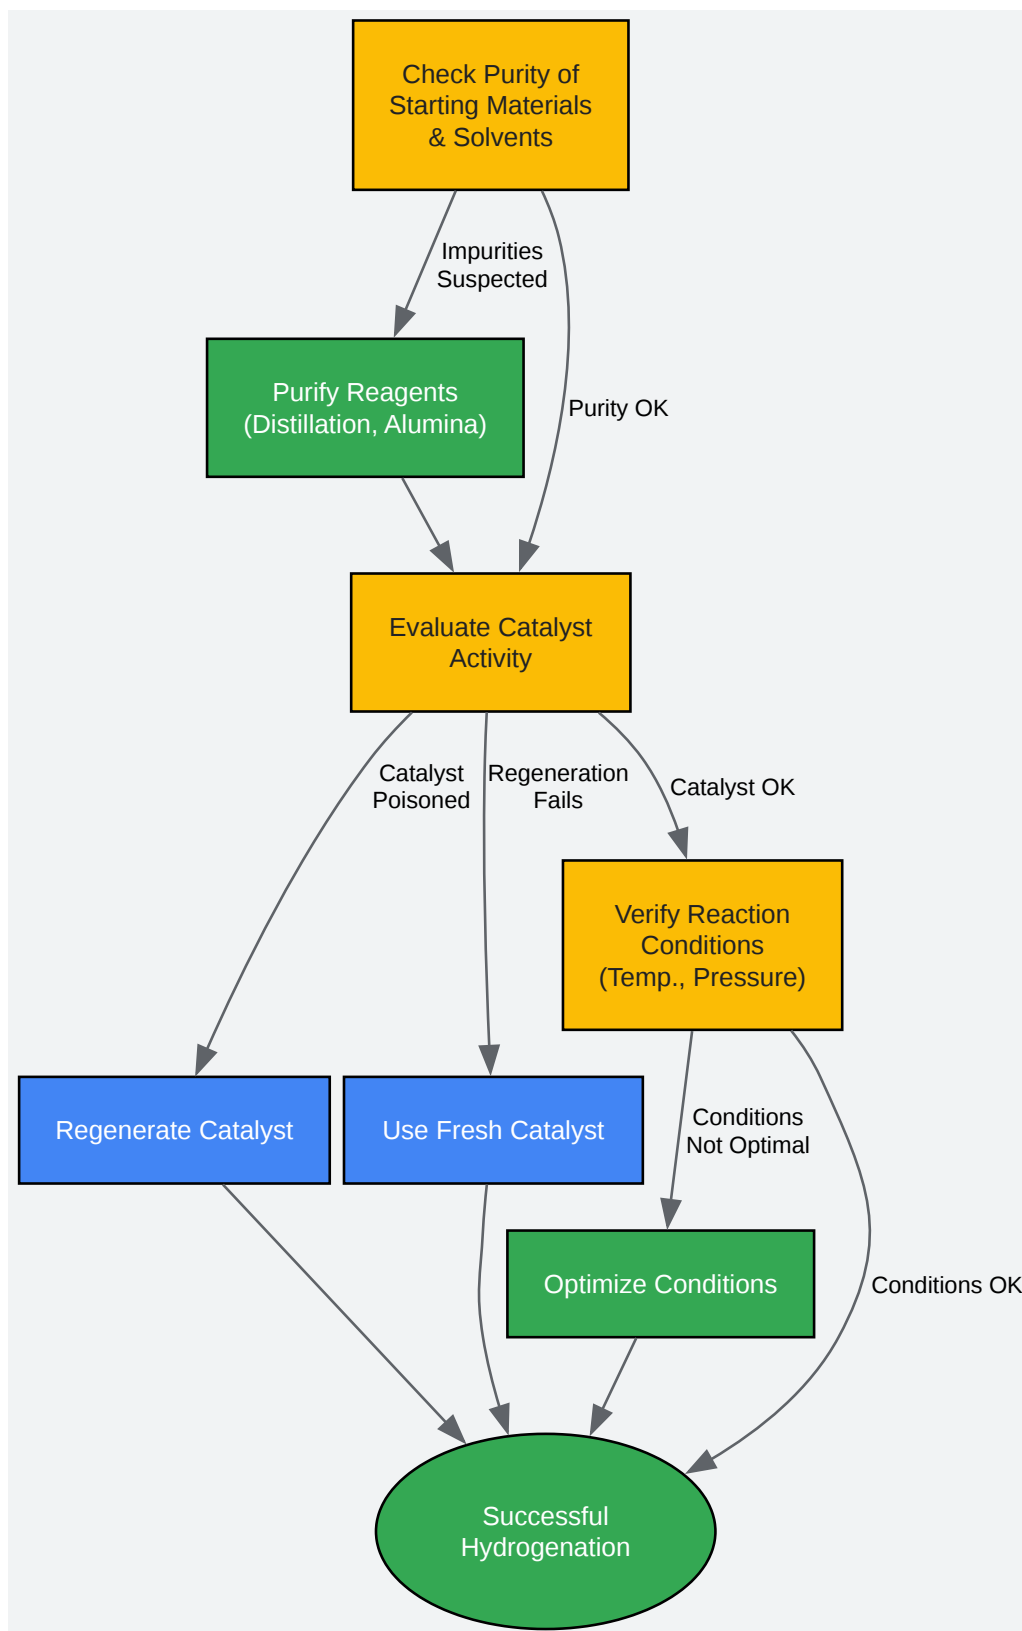 Check Purity of
Starting Materials
& Solvents
Impurities
Suspected
Purify Reagents
(Distillation, Alumina)
Purity OK
Evaluate Catalyst
Activity
Catalyst
Poisoned
Regeneration
Fails
Catalyst OK
Verify Reaction
Conditions
(Temp., Pressure)
Regenerate Catalyst
Use Fresh Catalyst
Conditions
Not Optimal
Optimize Conditions
Conditions OK
Successful
Hydrogenation